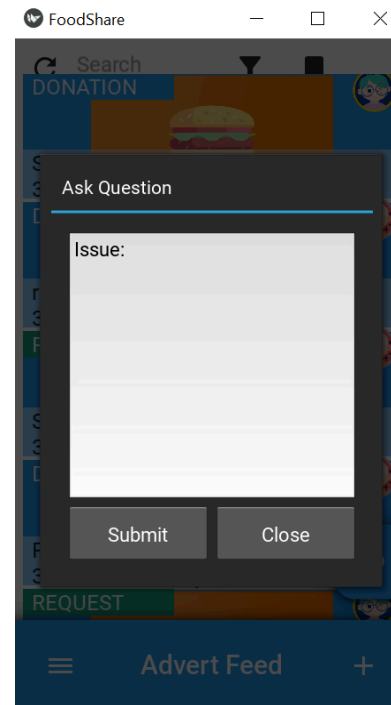 FoodShare
Search
DONATION
Ask Question
Issue:
Submit
Close
REQUEST
Advert Feed